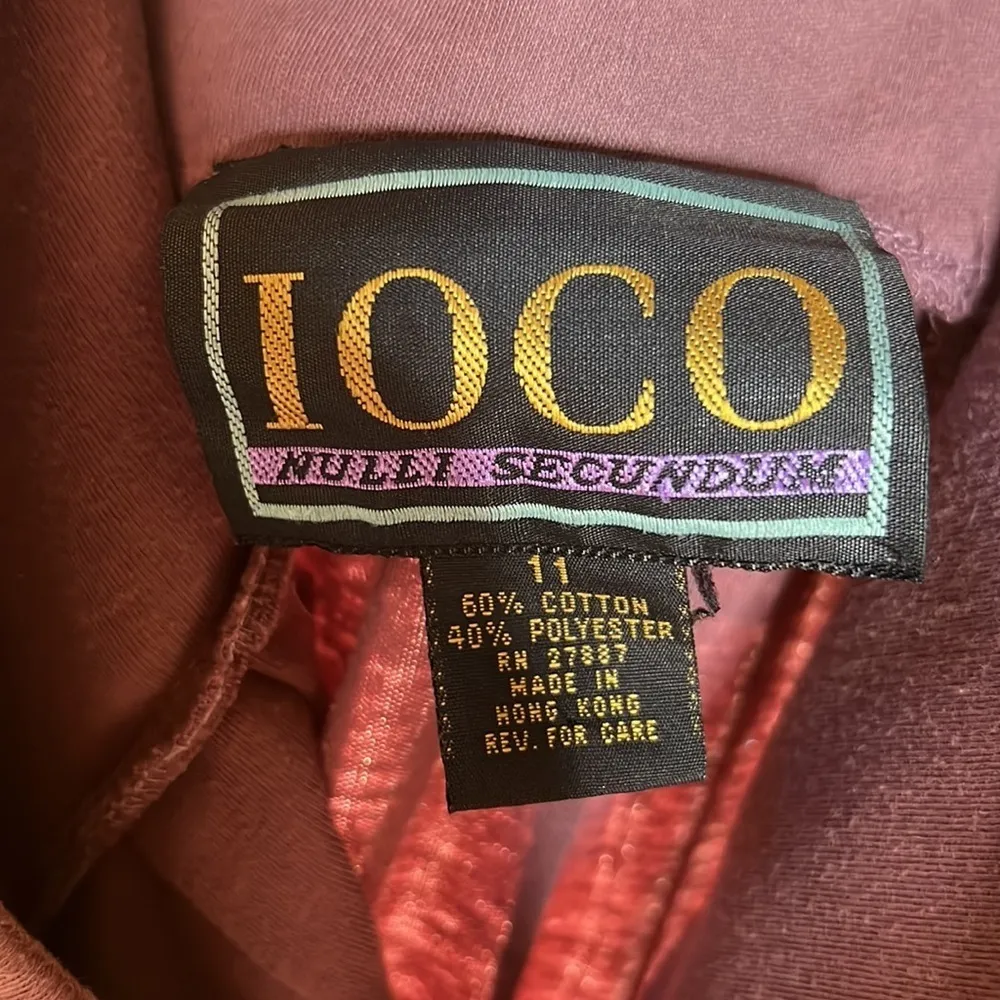 IOCO
NULLI SECUNDUM
11
60% COTTON
40% POLYESTER
RN 27887
MADE IN
HONG KONG
REV. FOR CARE